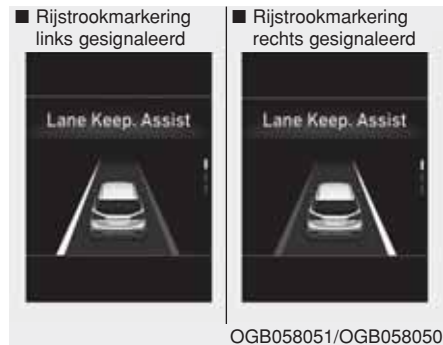 ■ Rijstrookmarkering
links gesignaleerd
Lane Keep. Assist
■ Rijstrookmarkering
rechts gesignaleerd
Lane Keep. Assist
OGB058051/OGB058050